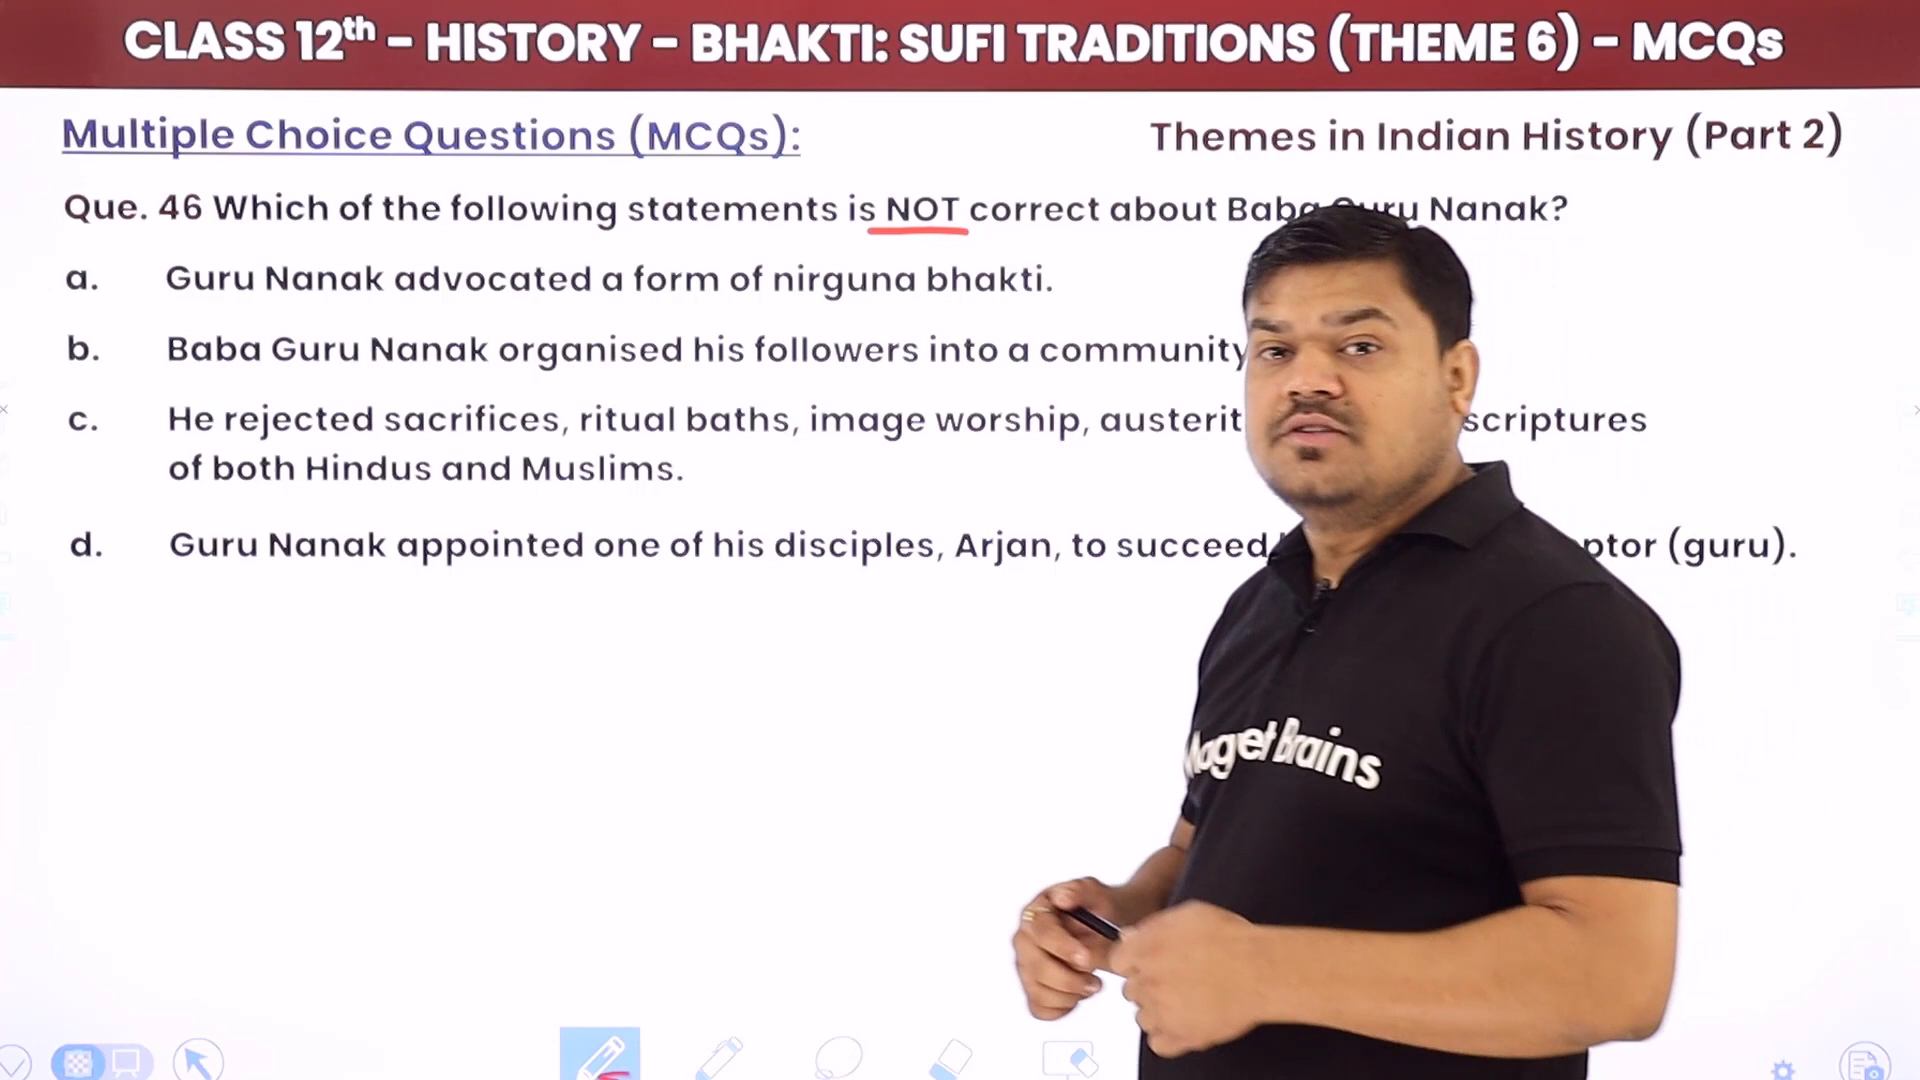 CLASS 12th - HISTORY - BHAKTI: SUFI TRADITIONS (THEME 6) - MCQs
Multiple Choice Questions (MCQs):
Themes in Indian History (Part 2)
Que. 46 Which of the following statements is NOT correct about Baba Guru Nanak?
a. Guru Nanak advocated a form of nirguna bhakti.
b. Baba Guru Nanak organised his followers into a community
c. He rejected sacrifices, ritual baths, image worship, scriptures
of both Hindus and Muslims.
d. Guru Nanak appointed one of his disciples, Arjan, to succeed (guru).
Maget Brains